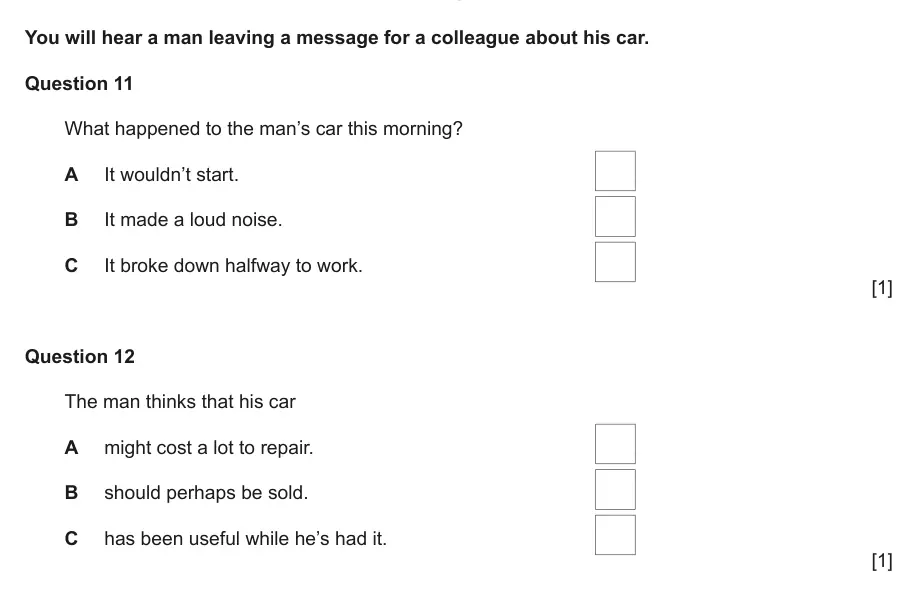 You will hear a man leaving a message for a colleague about his car.
Question 11
What happened to the man’s car this morning?
A It wouldn’t start.
B It made a loud noise.
C It broke down halfway to work.
[1]
Question 12
The man thinks that his car
A might cost a lot to repair.
B should perhaps be sold.
C has been useful while he’s had it.
[1]